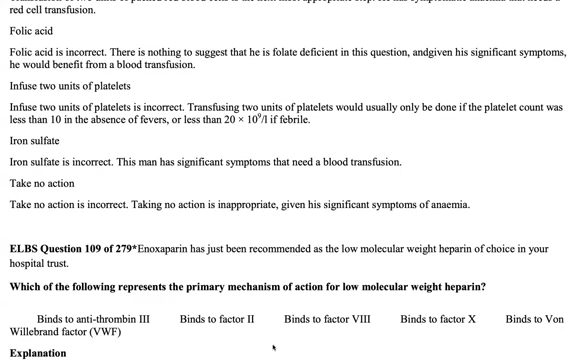 red cell transfusion.
Folic acid
Folic acid is incorrect. There is nothing to suggest that he is folate deficient in this question, andgiven his significant symptoms,
he would benefit from a blood transfusion.
Infuse two units of platelets
Infuse two units of platelets is incorrect. Transfusing two units of platelets would usually only be done if the platelet count was
less than 10 in the absence of fevers, or less than 20 × 10⁹/l if febrile.
Iron sulfate
Iron sulfate is incorrect. This man has significant symptoms that need a blood transfusion.
Take no action
Take no action is incorrect. Taking no action is inappropriate, given his significant symptoms of anaemia.
ELBS Question 109 of 279*Enoxaparin has just been recommended as the low molecular weight heparin of choice in your
hospital trust.
Which of the following represents the primary mechanism of action for low molecular weight heparin?
Binds to anti-thrombin III Binds to factor II Binds to factor VIII Binds to factor X Binds to Von
Willebrand factor (VWF)
Explanation